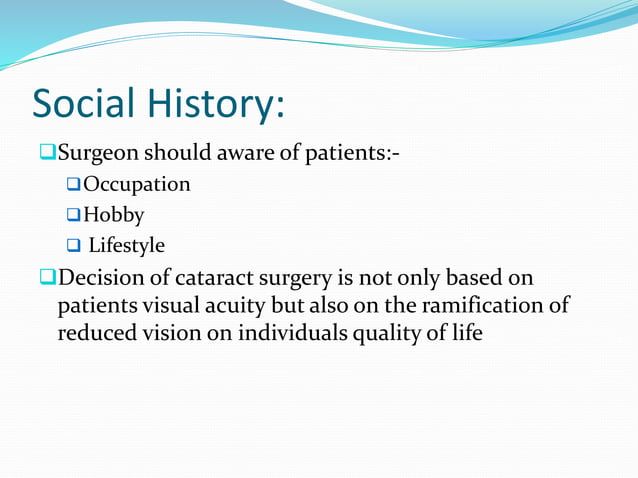 Social History:
Surgeon should aware of patients:-
Occupation
Hobby
Lifestyle
Decision of cataract surgery is not only based on
patients visual acuity but also on the ramification of
reduced vision on individuals quality of life